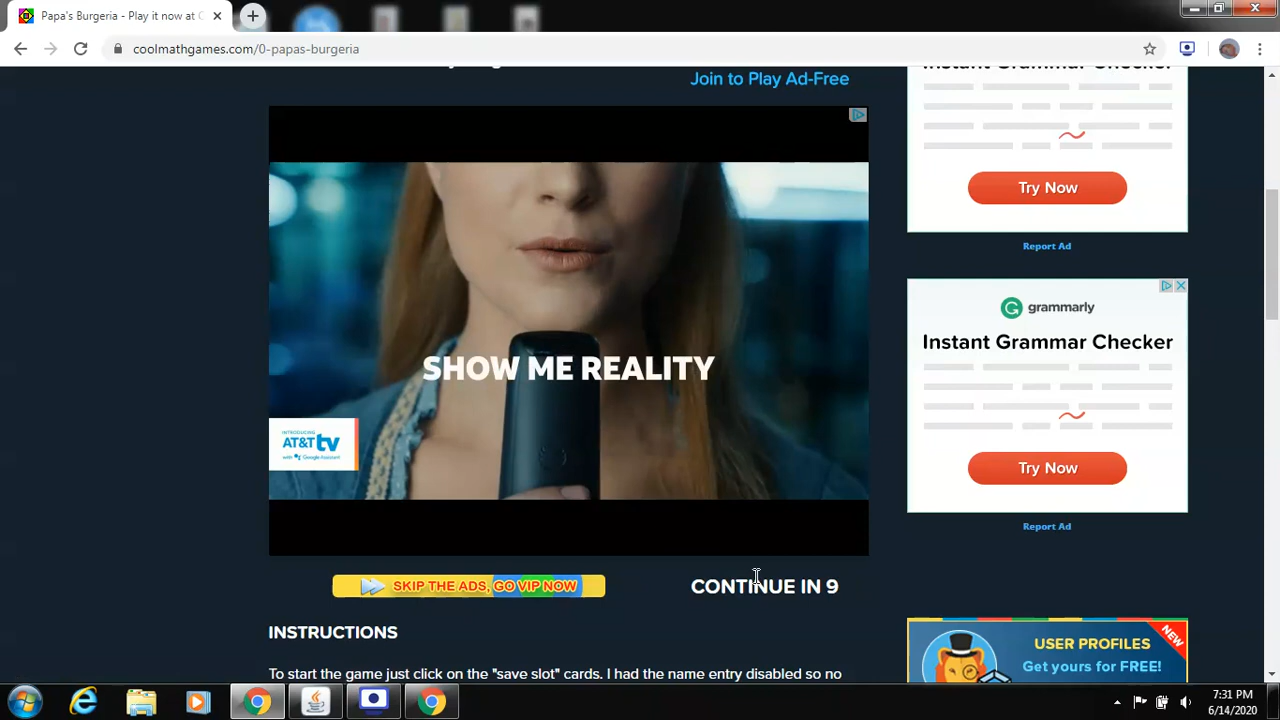 Papa's Burgeria - Play it now at C
coolmathgames.com/0-papas-burgeria
Join to Play Ad-Free
Instant Grammar Checker
Try Now
Report Ad
SHOW ME REALITY
INTRODUCING
AT&T tv
with Google Assistant
grammarly
Instant Grammar Checker
Try Now
Report Ad
SKIP THE ADS, GO VIP NOW
CONTINUE IN 9
INSTRUCTIONS
To start the game just click on the "save slot" cards. I had the name entry disabled so no
NEW
USER PROFILES
Get yours for FREE!
7:31 PM
6/14/2020